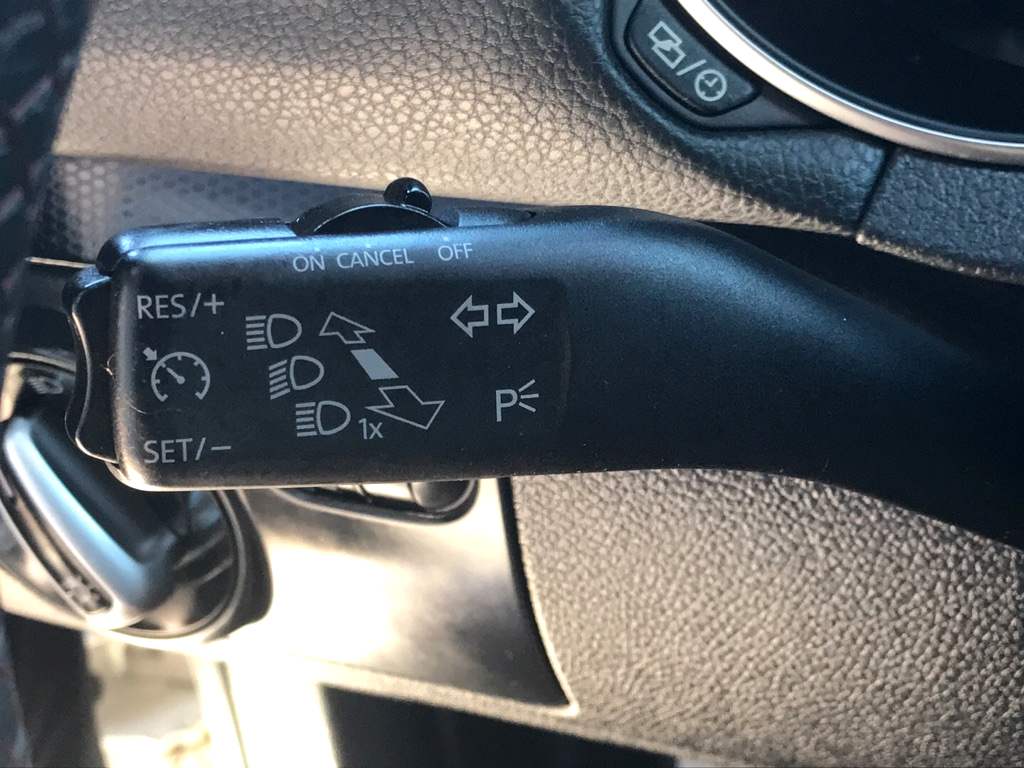 ON CANCEL OFF
RES/+
SET/−
1x
P